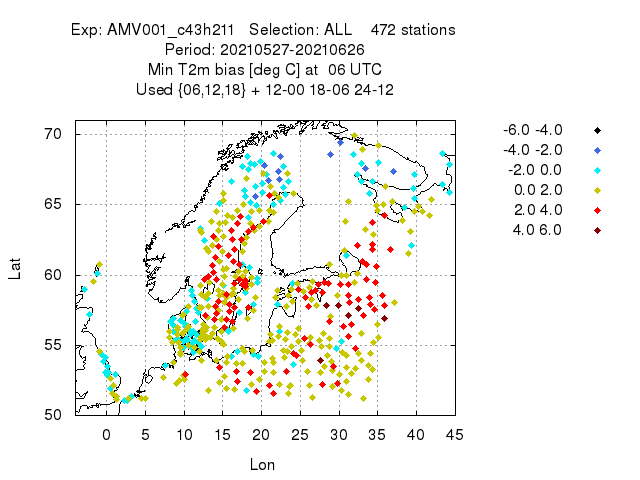 Exp: AMV001_c43h211 Selection: ALL 472 stations
Period: 20210527-20210626
Min T2m bias [deg C] at 06 UTC
Used {06,12,18} + 12-00 18-06 24-12
70
65
60
55
50
Lat
0 5 10 15 20 25 30 35 40 45
Lon
-6.0 -4.0
-4.0 -2.0
-2.0 0.0
0.0 2.0
2.0 4.0
4.0 6.0